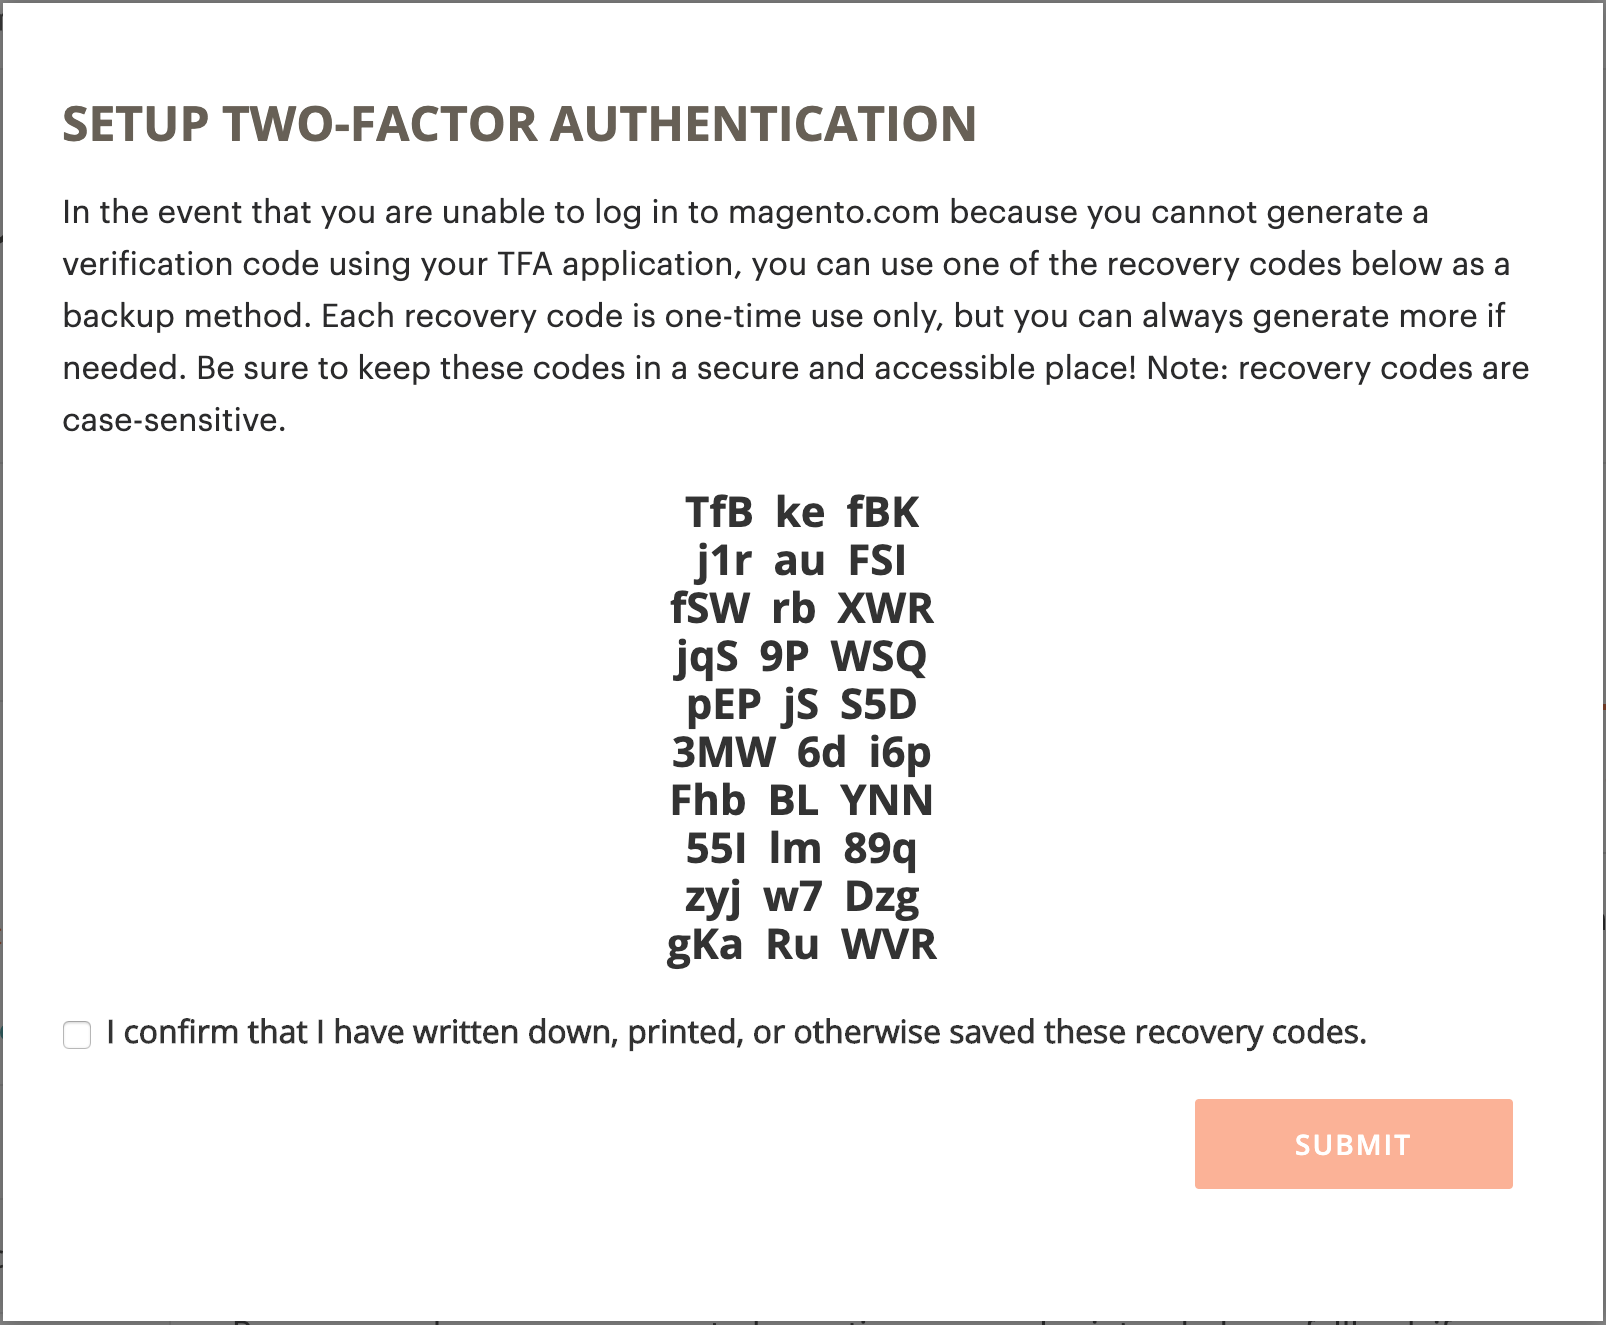 SETUP TWO-FACTOR AUTHENTICATION
In the event that you are unable to log in to magento.com because you cannot generate a
verification code using your TFA application, you can use one of the recovery codes below as a
backup method. Each recovery code is one-time use only, but you can always generate more if
needed. Be sure to keep these codes in a secure and accessible place! Note: recovery codes are
case-sensitive.
TfB ke fBK
j1r au FSI
fSW rb XWR
jqS 9P WSQ
pEP jS S5D
3MW 6d i6p
Fhb BL YNN
55I lm 89q
zyj w7 Dzg
gKa Ru WVR
I confirm that I have written down, printed, or otherwise saved these recovery codes.
SUBMIT